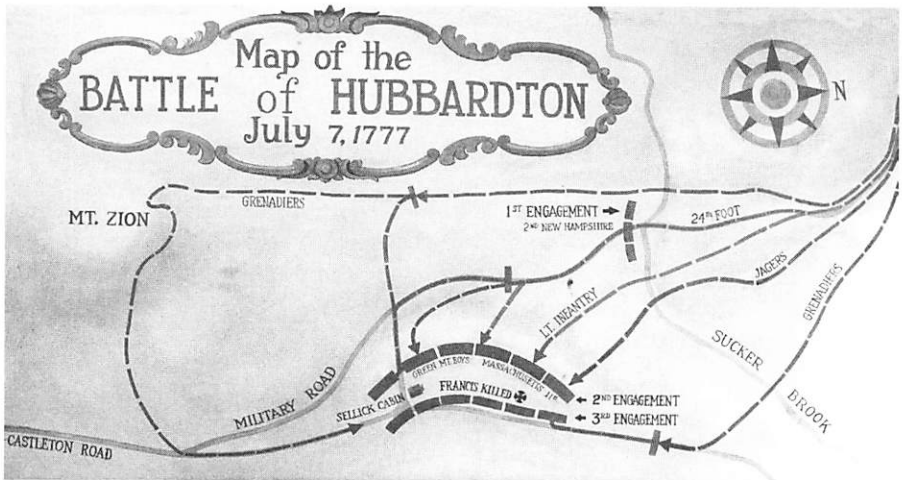 Map of the
BATTLE of HUBBARDTON
July 7, 1777
N
GRENADIERS
MT. ZION
1ST ENGAGEMENT
2ND NEW HAMPSHIRE
24TH FOOT
JAGERS
GRENADIERS
LT. INFANTRY
SUCKER
BROOK
GREEN MT. BOYS
MASSACHUSETTS 11TH
MILITARY ROAD
SELLICK CABIN
FRANCIS KILLED
2ND ENGAGEMENT
3RD ENGAGEMENT
CASTLETON ROAD